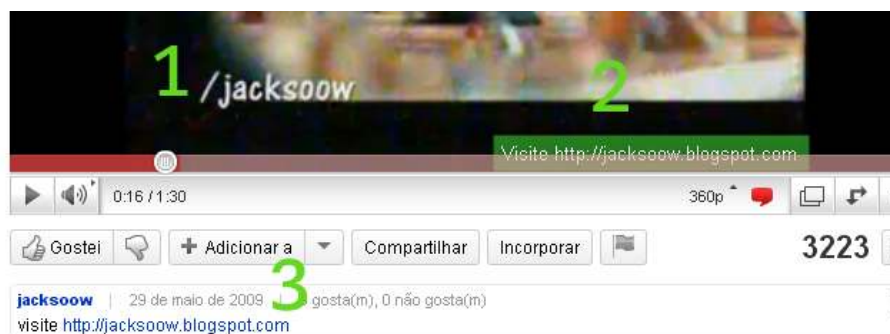 1 /jacksoow
2
Visite http://jacksoow.blogspot.com
0:16 / 1:30
360p
Gostei
Adicionar a
Compartilhar
Incorporar
3223
3
jacksoow | 29 de maio de 2009 | gosta(m), 0 não gosta(m)
visite http://jacksoow.blogspot.com